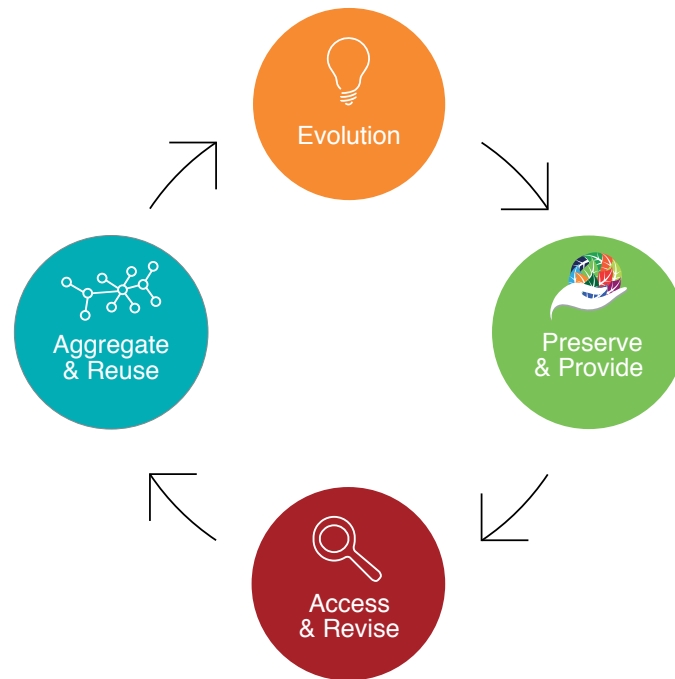 Evolution
Preserve
& Provide
Access
& Revise
Aggregate
& Reuse